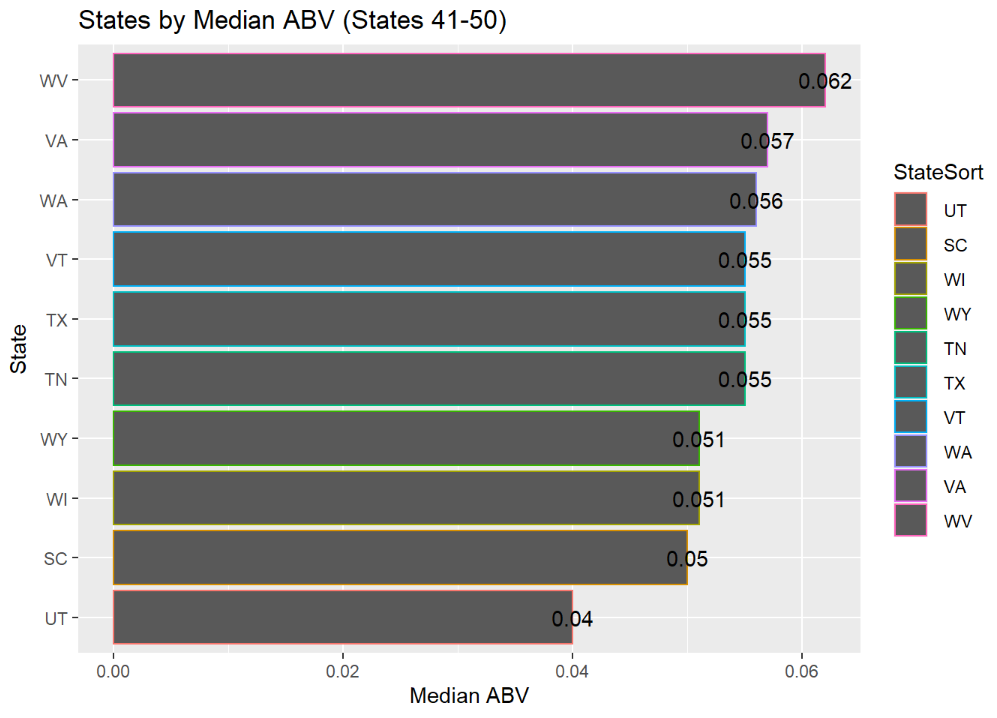 States by Median ABV (States 41-50)
State
WV
0.062
VA
0.057
WA
0.056
VT
0.055
TX
0.055
TN
0.055
WY
0.051
WI
0.051
SC
0.05
UT
0.04
0.00
0.02
0.04
0.06
Median ABV
StateSort
UT
SC
WI
WY
TN
TX
VT
WA
VA
WV